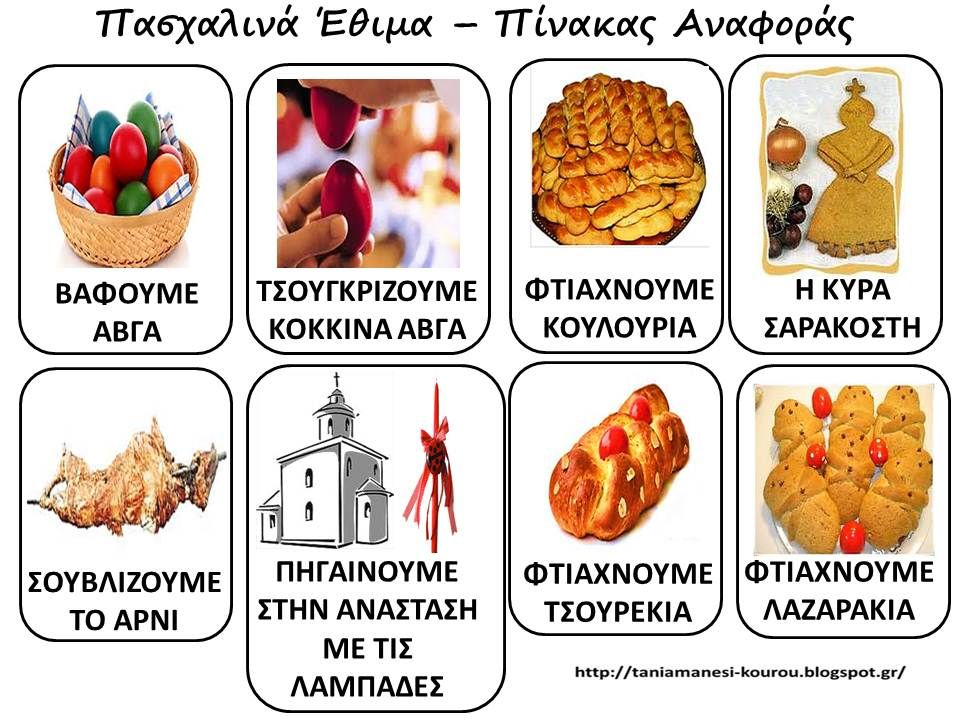 Πασχαλινά Έθιμα – Πίνακας Αναφοράς
ΒΑΦΟΥΜΕ
ΑΒΓΑ
ΤΣΟΥΓΚΡΙΖΟΥΜΕ
ΚΟΚΚΙΝΑ ΑΒΓΑ
ΦΤΙΑΧΝΟΥΜΕ
ΚΟΥΛΟΥΡΙΑ
Η ΚΥΡΑ
ΣΑΡΑΚΟΣΤΗ
ΣΟΥΒΛΙΖΟΥΜΕ
ΤΟ ΑΡΝΙ
ΠΗΓΑΙΝΟΥΜΕ
ΣΤΗΝ ΑΝΑΣΤΑΣΗ
ΜΕ ΤΙΣ
ΛΑΜΠΑΔΕΣ
ΦΤΙΑΧΝΟΥΜΕ
ΤΣΟΥΡΕΚΙΑ
ΦΤΙΑΧΝΟΥΜΕ
ΛΑΖΑΡΑΚΙΑ
http://taniamanesi-kourou.blogspot.gr/